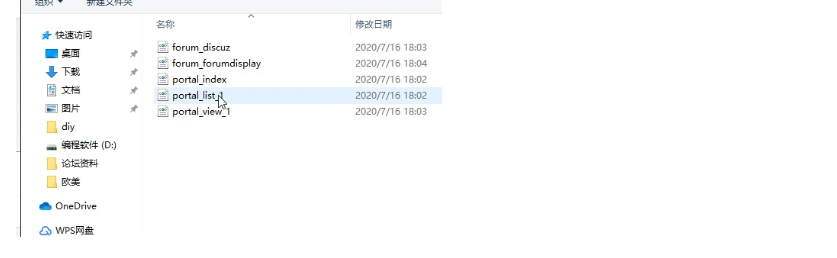 组织 新建文件夹
名称 修改日期
快速访问
桌面
下载
文档
图片
diy
编程软件 (D:)
论坛资料
欧美
OneDrive
WPS网盘
forum_discuz 2020/7/16 18:03
forum_forumdisplay 2020/7/16 18:04
portal_index 2020/7/16 18:02
portal_list_1 2020/7/16 18:02
portal_view_1 2020/7/16 18:03